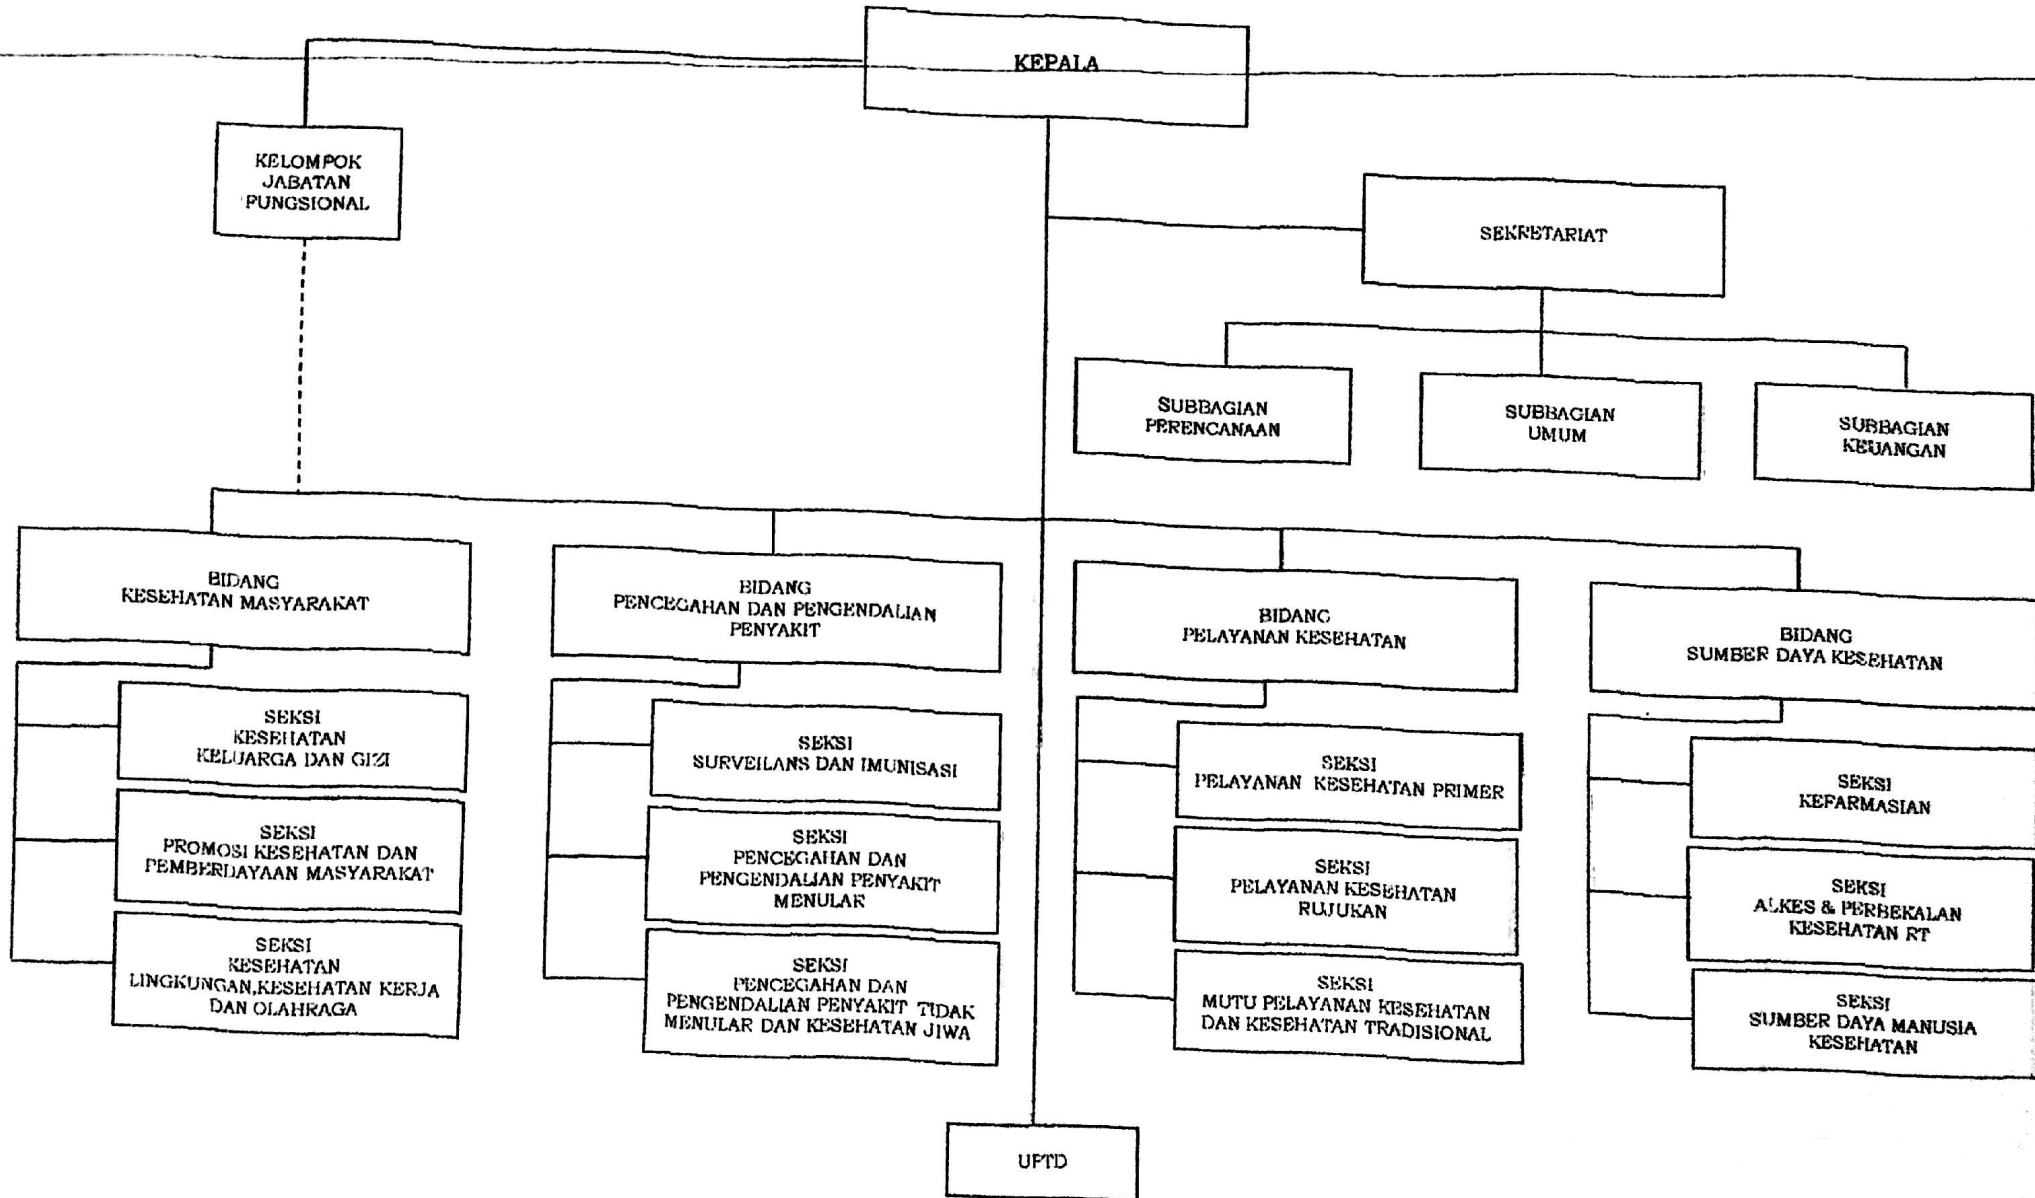 KEPALA
KELOMPOK
JABATAN
FUNGSIONAL
SEKRETARIAT
SUBBAGIAN
PERENCANAAN
SUBBAGIAN
UMUM
SUBBAGIAN
KEUANGAN
BIDANG
KESEHATAN MASYARAKAT
BIDANG
PENCEGAHAN DAN PENGENDALIAN
PENYAKIT
BIDANG
PELAYANAN KESEHATAN
BIDANG
SUMBER DAYA KESEHATAN
SEKSI
KESEHATAN
KELUARGA DAN GIZI
SEKSI
PROMOSI KESEHATAN DAN
PEMBERDAYAAN MASYARAKAT
SEKSI
KESEHATAN
LINGKUNGAN,KESEHATAN KERJA
DAN OLAHRAGA
SEKSI
SURVEILANS DAN IMUNISASI
SEKSI
PENCEGAHAN DAN
PENGENDALIAN PENYAKIT
MENULAR
SEKSI
PENCEGAHAN DAN
PENGENDALIAN PENYAKIT TIDAK
MENULAR DAN KESEHATAN JIWA
SEKSI
PELAYANAN KESEHATAN PRIMER
SEKSI
PELAYANAN KESEHATAN
RUJUKAN
SEKSI
MUTU PELAYANAN KESEHATAN
DAN KESEHATAN TRADISIONAL
SEKSI
KEFARMASIAN
SEKSI
ALKES & PERBEKALAN
KESEHATAN RT
SEKSI
SUMBER DAYA MANUSIA
KESEHATAN
UPTD